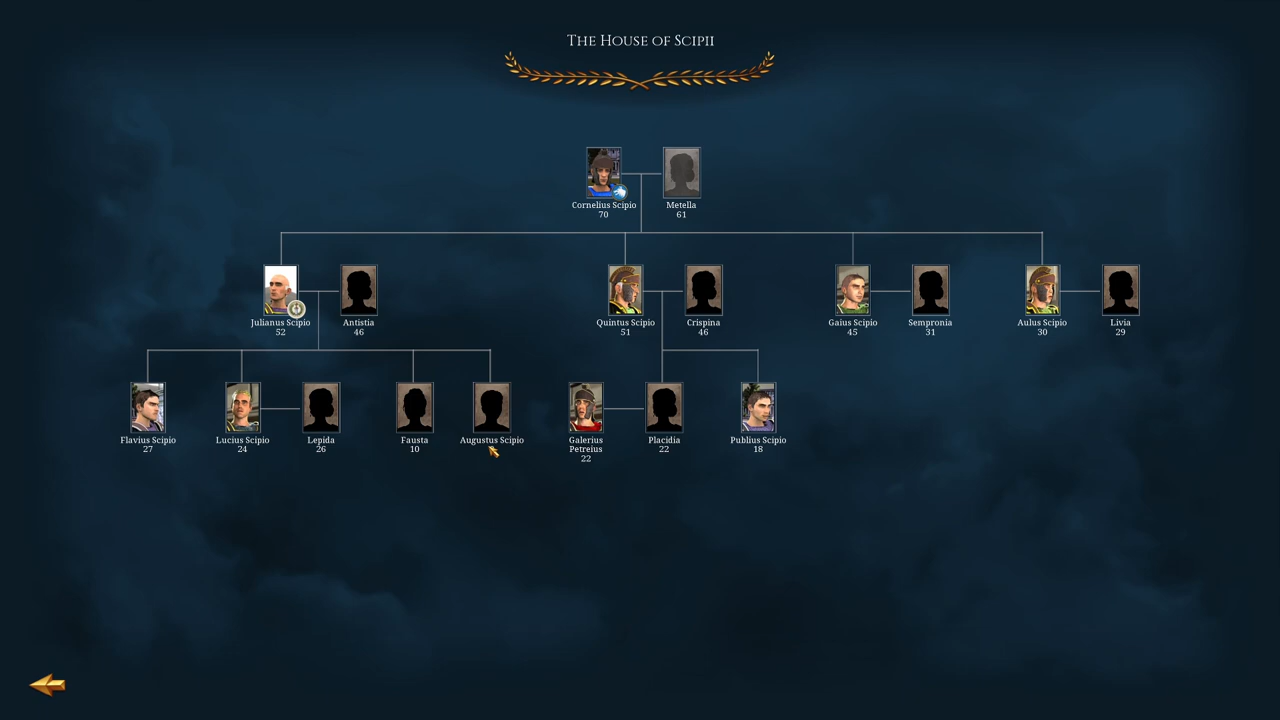 THE HOUSE OF SCIPII
Cornelius Scipio
70
Metella
61
Julianus Scipio
52
Antistia
46
Quintus Scipio
51
Crispina
46
Gaius Scipio
45
Sempronia
31
Aulus Scipio
30
Livia
29
Flavius Scipio
27
Lucius Scipio
24
Lepida
26
Fausta
10
Augustus Scipio
Galerius
Petreius
22
Placidia
22
Publius Scipio
18